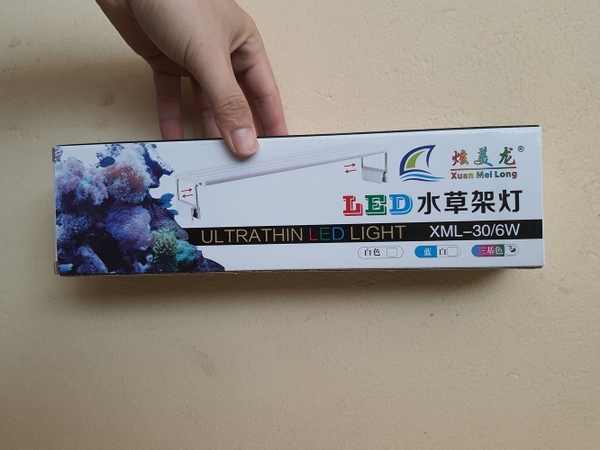 炫美龙®
Xuan Mei Long
LED水草架灯
ULTRATHIN LED LIGHT XML-30/6W
白色 蓝白 三基色